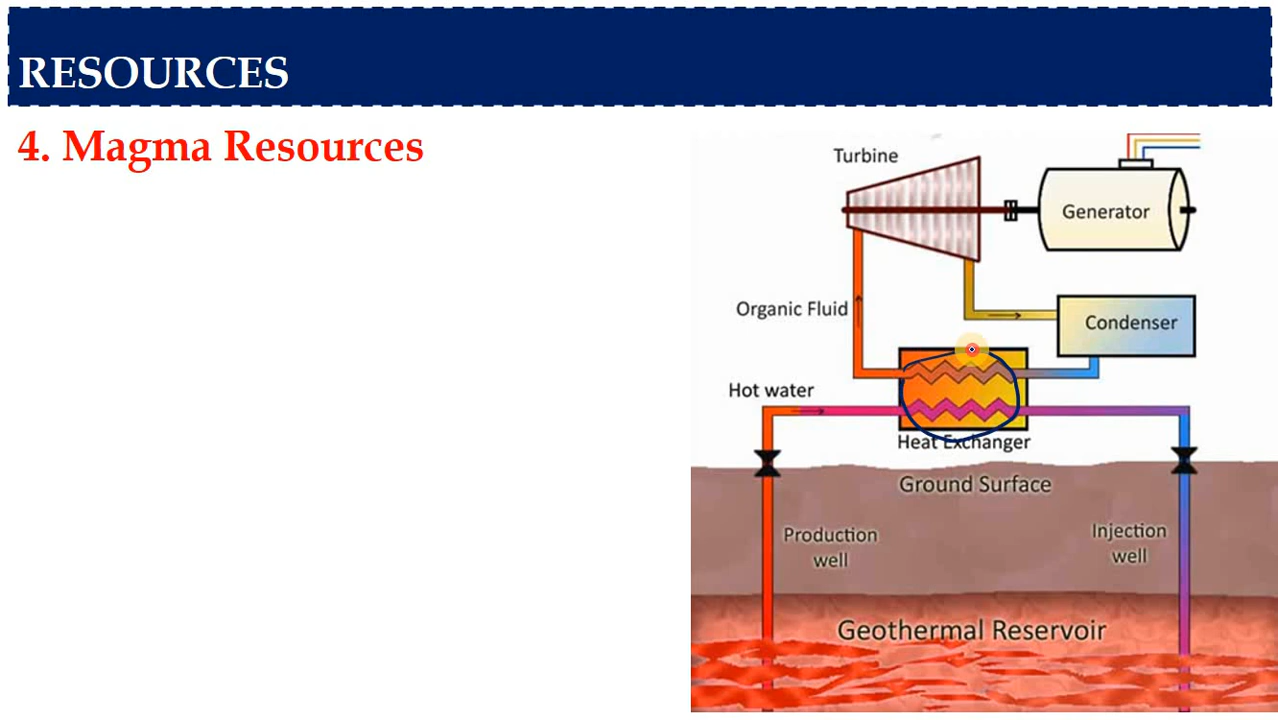 RESOURCES
4. Magma Resources
Turbine
Generator
Organic Fluid
Condenser
Hot water
Heat Exchanger
Ground Surface
Production
well
Injection
well
Geothermal Reservoir